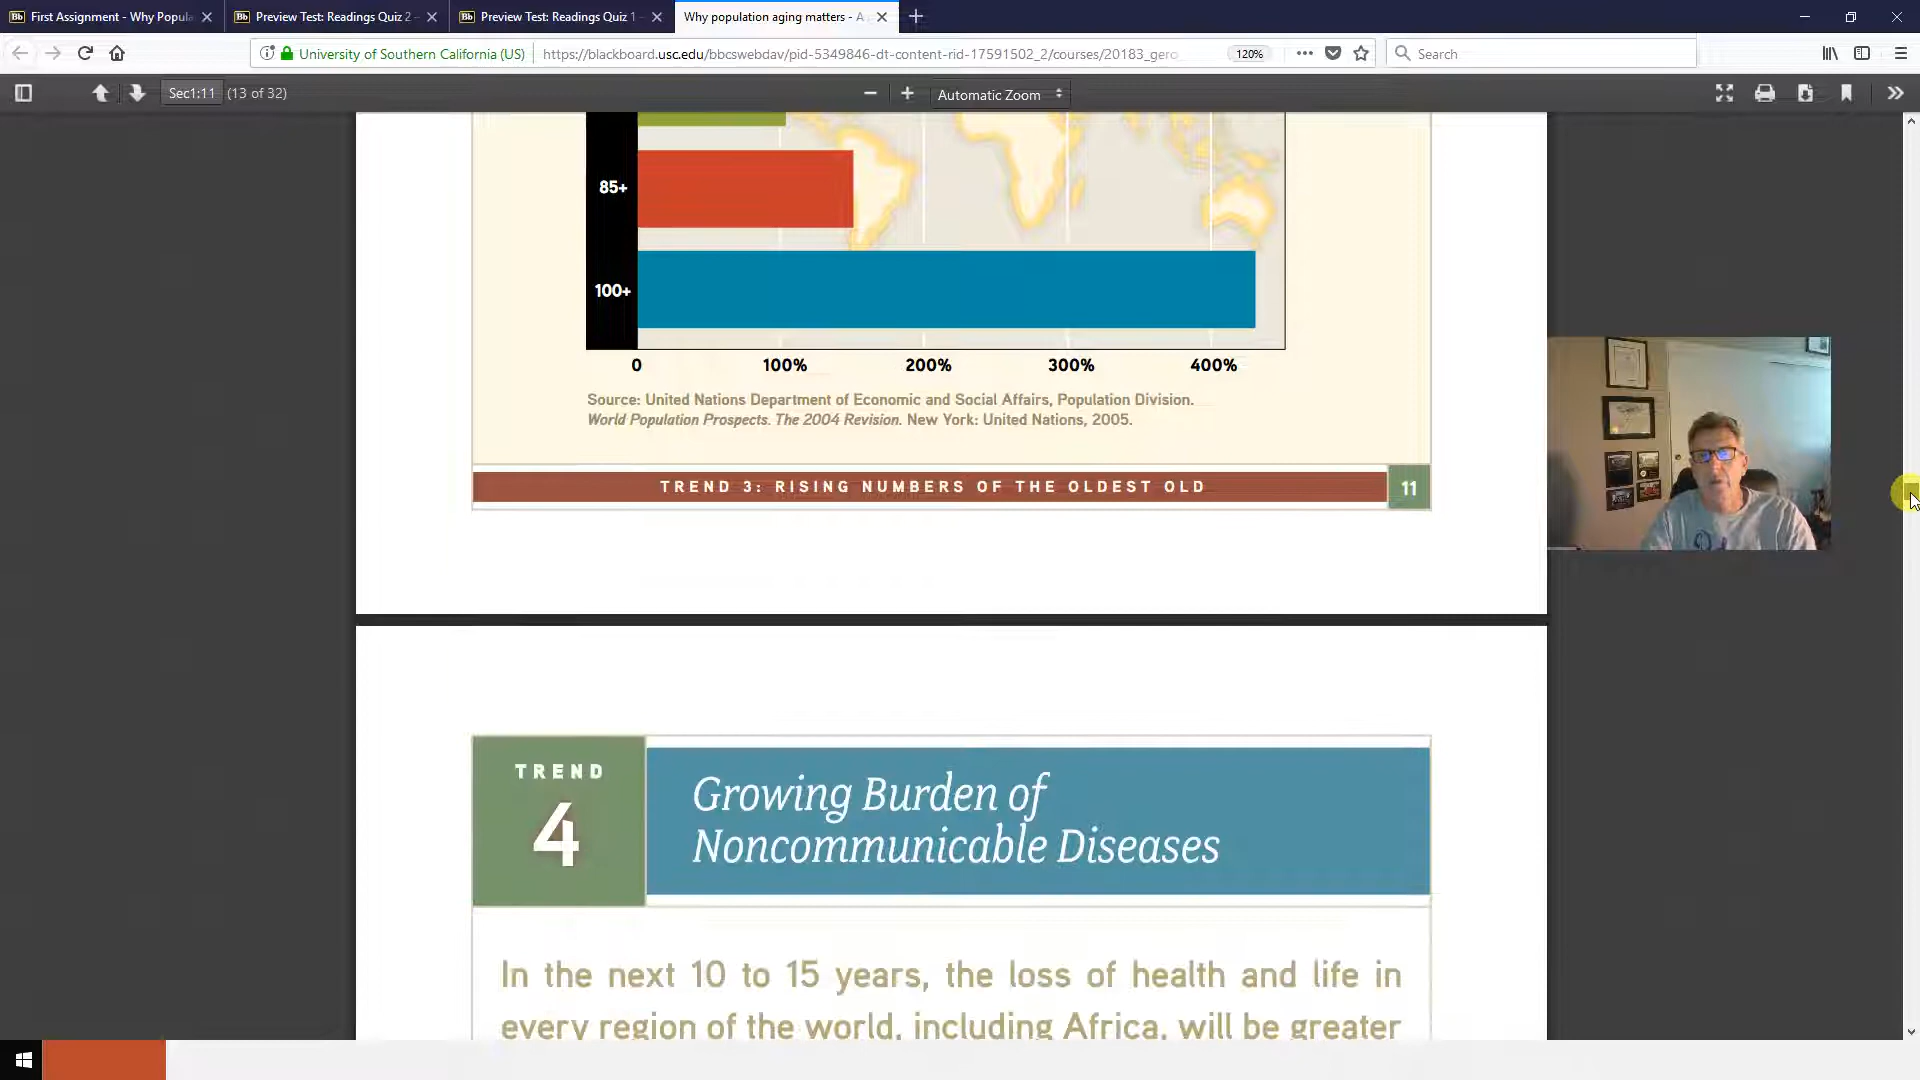 First Assignment - Why Popula
Preview Test: Readings Quiz 2 -
Preview Test: Readings Quiz 1 -
Why population aging matters - A
University of Southern California (US)
https://blackboard.usc.edu/bbcswebdav/pid-5349846-dt-content-rid-17591502_2/courses/20183_gero
120%
Search
Sec1:11
(13 of 32)
Automatic Zoom
85+
100+
0 100% 200% 300% 400%
Source: United Nations Department of Economic and Social Affairs, Population Division.
World Population Prospects. The 2004 Revision. New York: United Nations, 2005.
TREND 3: RISING NUMBERS OF THE OLDEST OLD
11
TREND
4
Growing Burden of
Noncommunicable Diseases
In the next 10 to 15 years, the loss of health and life in
every region of the world, including Africa, will be greater